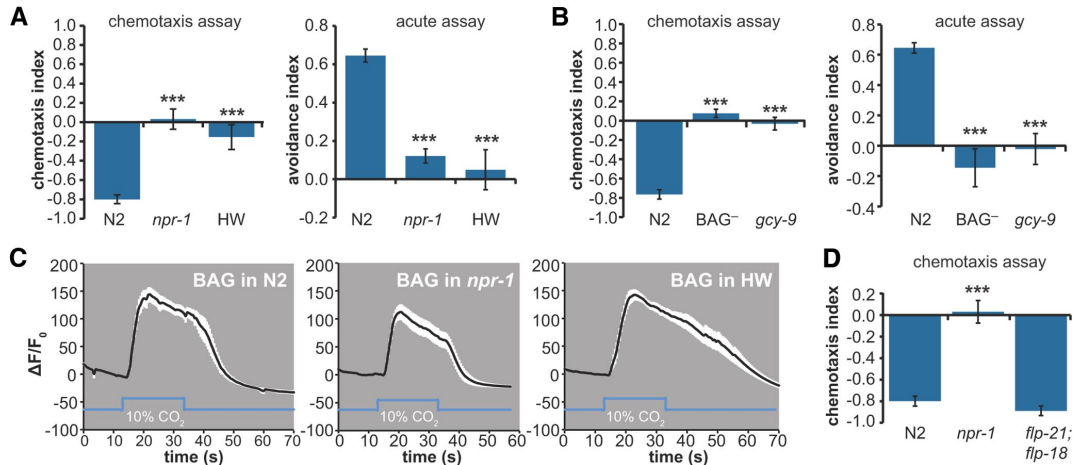 A
chemotaxis assay
chemotaxis index
1.0
0.8
0.6
0.4
0.2
0.0
-0.2
-0.4
-0.6
-0.8
-1.0
***
***
N2
npr-1
HW
acute assay
avoidance index
0.8
0.6
0.4
0.2
0.0
-0.2
***
***
N2
npr-1
HW
B
chemotaxis assay
chemotaxis index
1.0
0.8
0.6
0.4
0.2
0.0
-0.2
-0.4
-0.6
-0.8
-1.0
***
***
N2
BAG–
gcy-9
acute assay
avoidance index
0.8
0.6
0.4
0.2
-0.0
-0.2
-0.4
***
***
N2
BAG–
gcy-9
C
ΔF/F0
200
150
100
50
0
-50
-100
BAG in N2
10% CO2
0 10 20 30 40 50 60 70
time (s)
200
150
100
50
0
-50
-100
BAG in npr-1
10% CO2
0 10 20 30 40 50 60
time (s)
200
150
100
50
0
-50
-100
BAG in HW
10% CO2
0 10 20 30 40 50 60 70
time (s)
D
chemotaxis assay
chemotaxis index
0.2
0.0
-0.2
-0.4
-0.6
-0.8
-1.0
***
N2
npr-1
flp-21;
flp-18